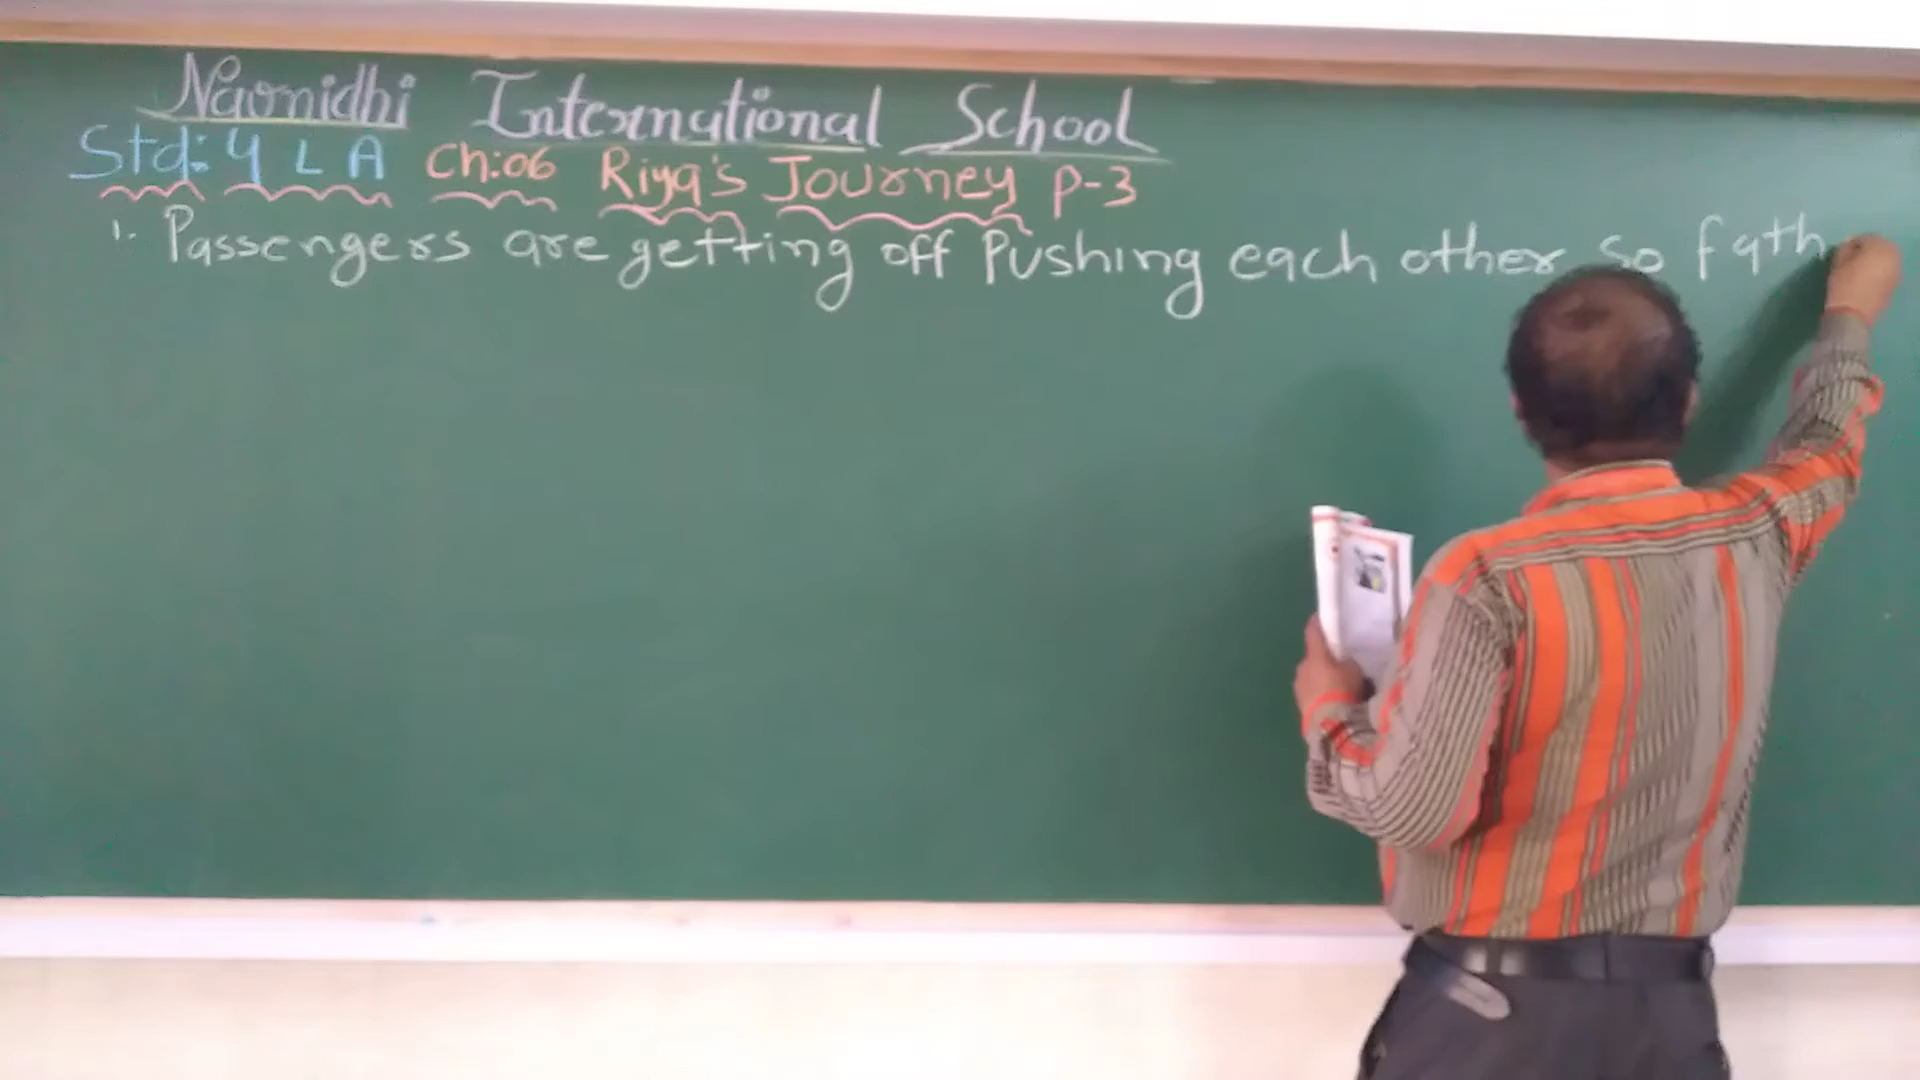 Navnidhi International School
Std: 4 L A Ch:06 Riya's Journey P-3
1. Passengers are getting off Pushing each other so fath